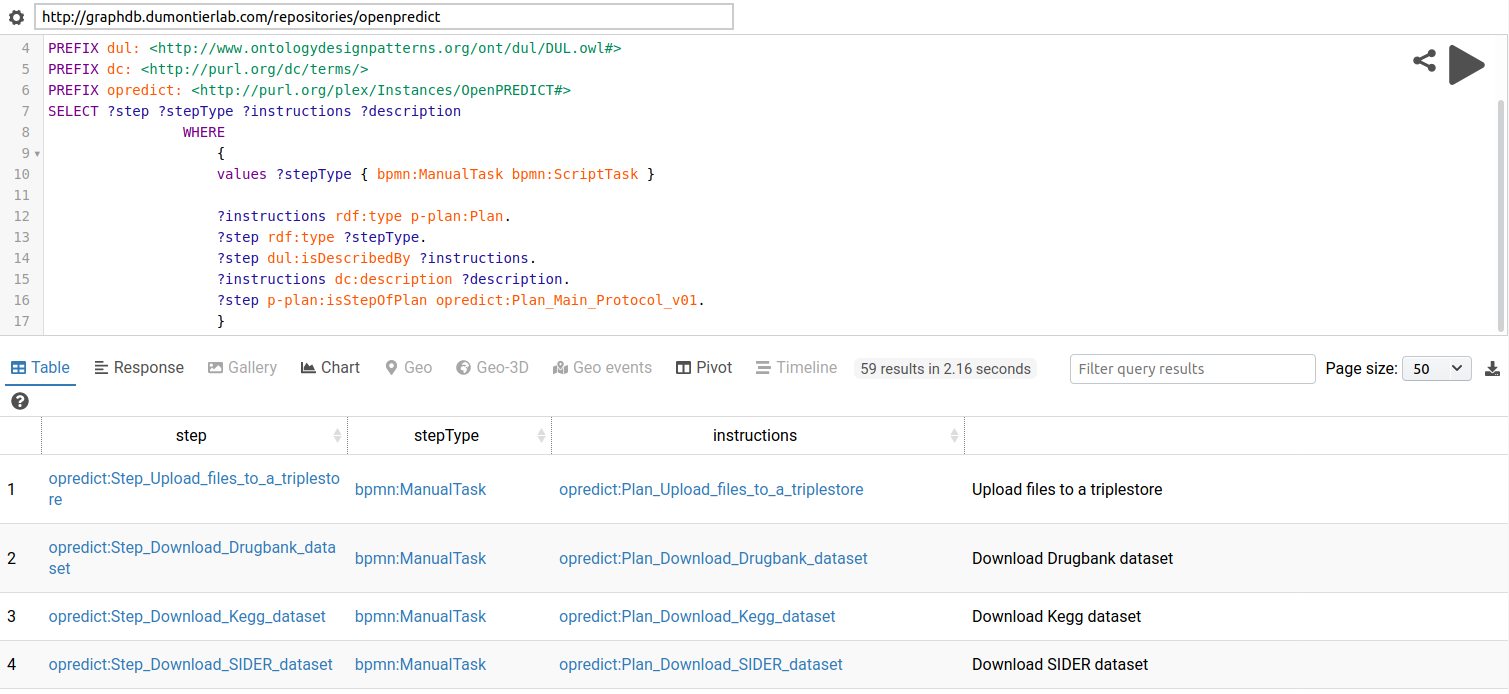 http://graphdb.dumontierlab.com/repositories/openpredict
4 PREFIX dul: <http://www.ontologydesignpatterns.org/ont/dul/DUL.owl#>
5 PREFIX dc: <http://purl.org/dc/terms/>
6 PREFIX opredict: <http://purl.org/plex/Instances/OpenPREDICT#>
7 SELECT ?step ?stepType ?instructions ?description
8 WHERE
9 {
10 values ?stepType { bpmn:ManualTask bpmn:ScriptTask }
11
12 ?instructions rdf:type p-plan:Plan.
13 ?step rdf:type ?stepType.
14 ?step dul:isDescribedBy ?instructions.
15 ?instructions dc:description ?description.
16 ?step p-plan:isStepOfPlan opredict:Plan_Main_Protocol_v01.
17 }
Table Response Gallery Chart Geo Geo-3D Geo events Pivot Timeline 59 results in 2.16 seconds Filter query results Page size: 50
?
step stepType instructions
1 opredict:Step_Upload_files_to_a_triplesto
re bpmn:ManualTask opredict:Plan_Upload_files_to_a_triplestore Upload files to a triplestore
2 opredict:Step_Download_Drugbank_data
set bpmn:ManualTask opredict:Plan_Download_Drugbank_dataset Download Drugbank dataset
3 opredict:Step_Download_Kegg_dataset bpmn:ManualTask opredict:Plan_Download_Kegg_dataset Download Kegg dataset
4 opredict:Step_Download_SIDER_dataset bpmn:ManualTask opredict:Plan_Download_SIDER_dataset Download SIDER dataset